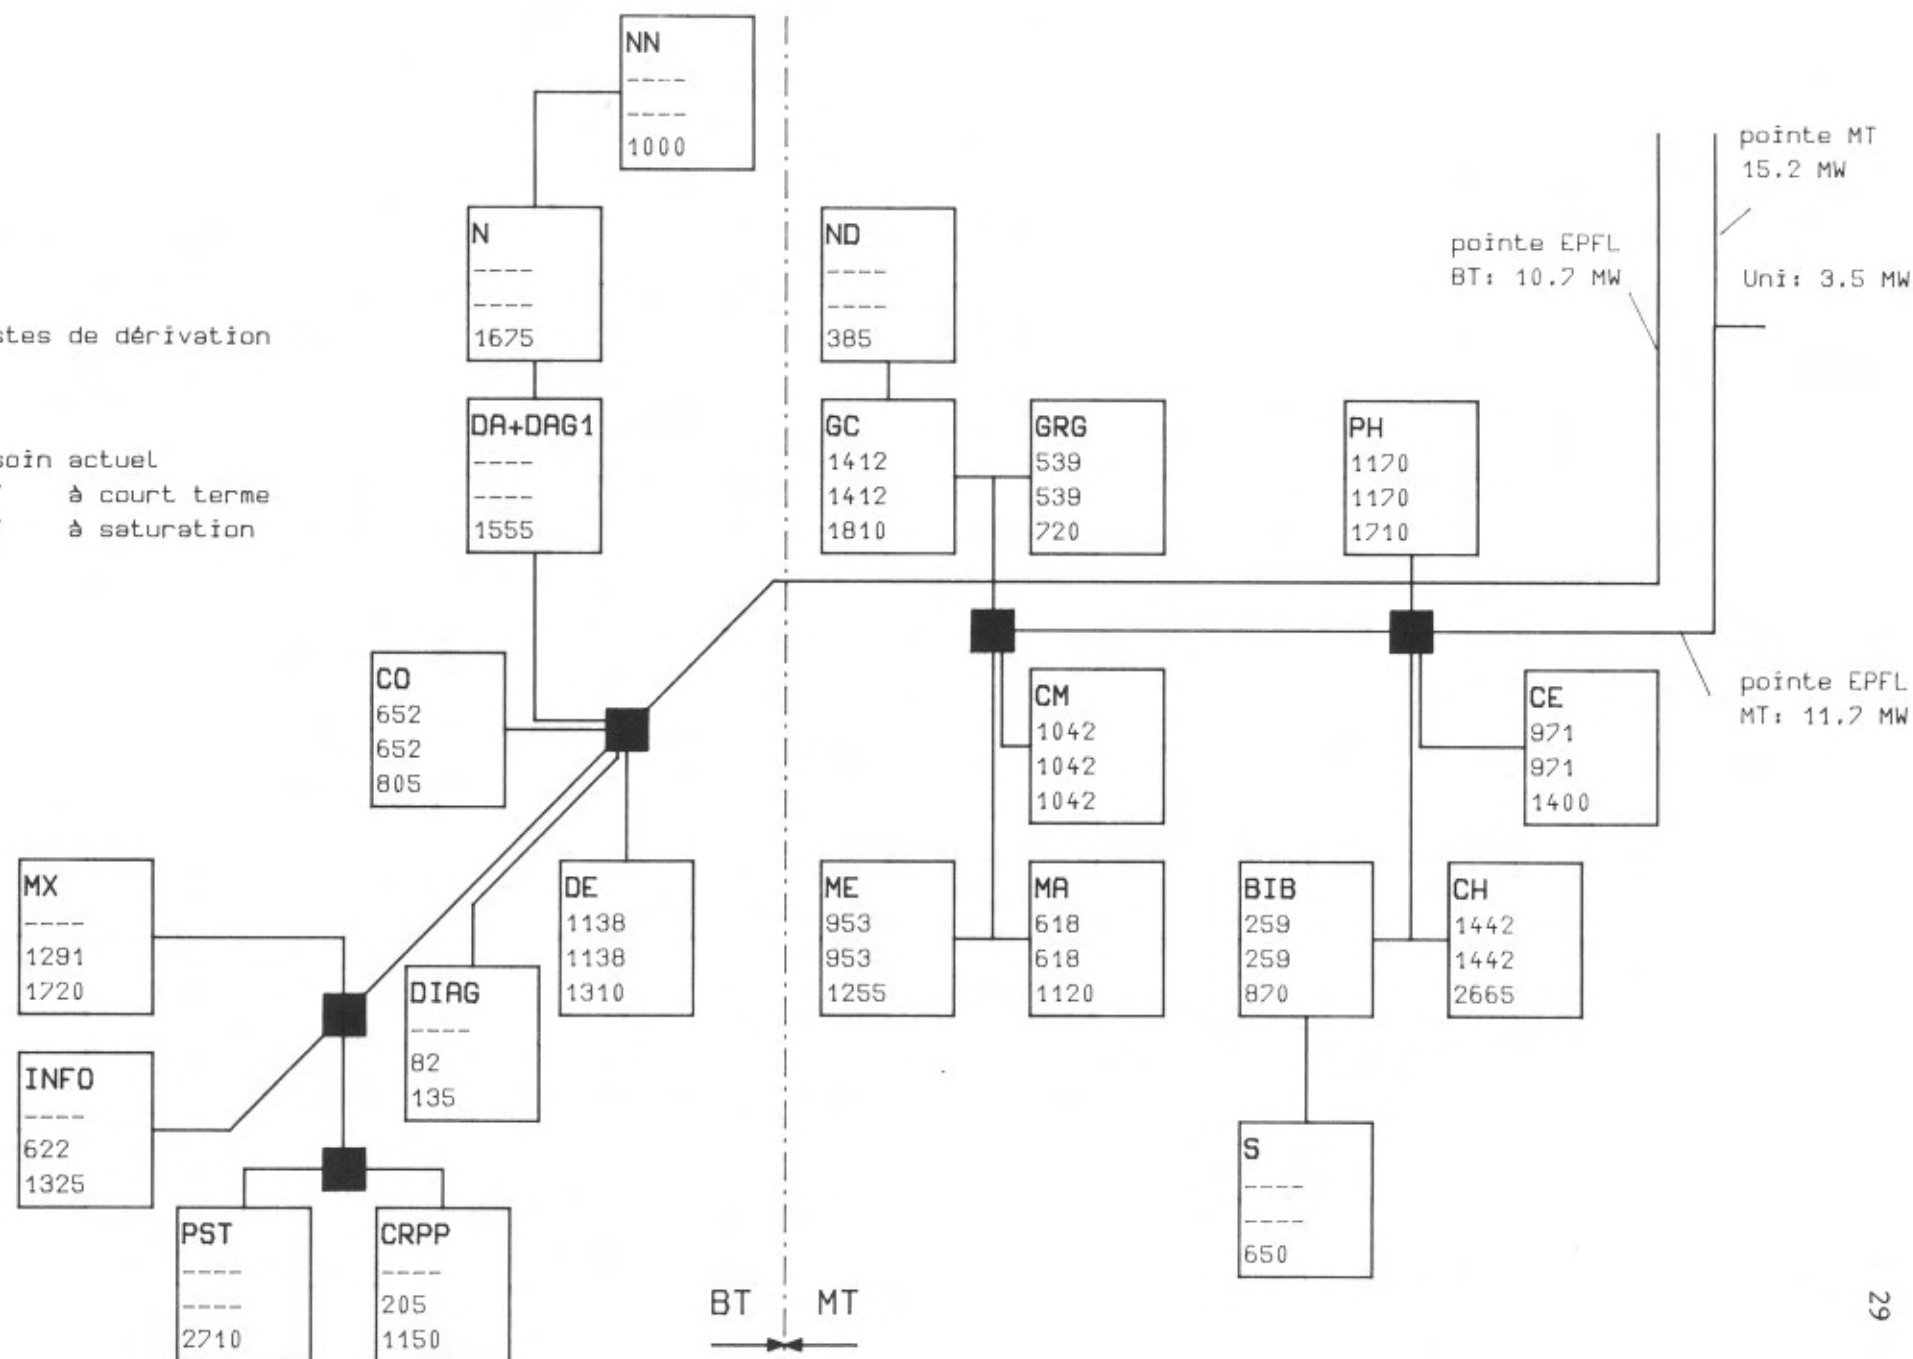 NN
----
----
1000
N
----
----
1675
ND
----
----
385
pointe MT
15.2 MW
pointe EPFL
BT: 10.7 MW
Uni: 3.5 MW
stes de dérivation
soin actuel
" à court terme
" à saturation
DA+DAG1
----
----
1555
GC
1412
1412
1810
GRG
539
539
720
PH
1170
1170
1710
CO
652
652
805
CM
1042
1042
1042
CE
971
971
1400
pointe EPFL
MT: 11.7 MW
MX
----
1291
1720
DIAG
----
82
135
DE
1138
1138
1310
ME
953
953
1255
MA
618
618
1120
BIB
259
259
870
CH
1442
1442
2665
INFO
----
622
1325
PST
----
----
2710
CRPP
----
205
1150
S
----
----
650
BT MT
29